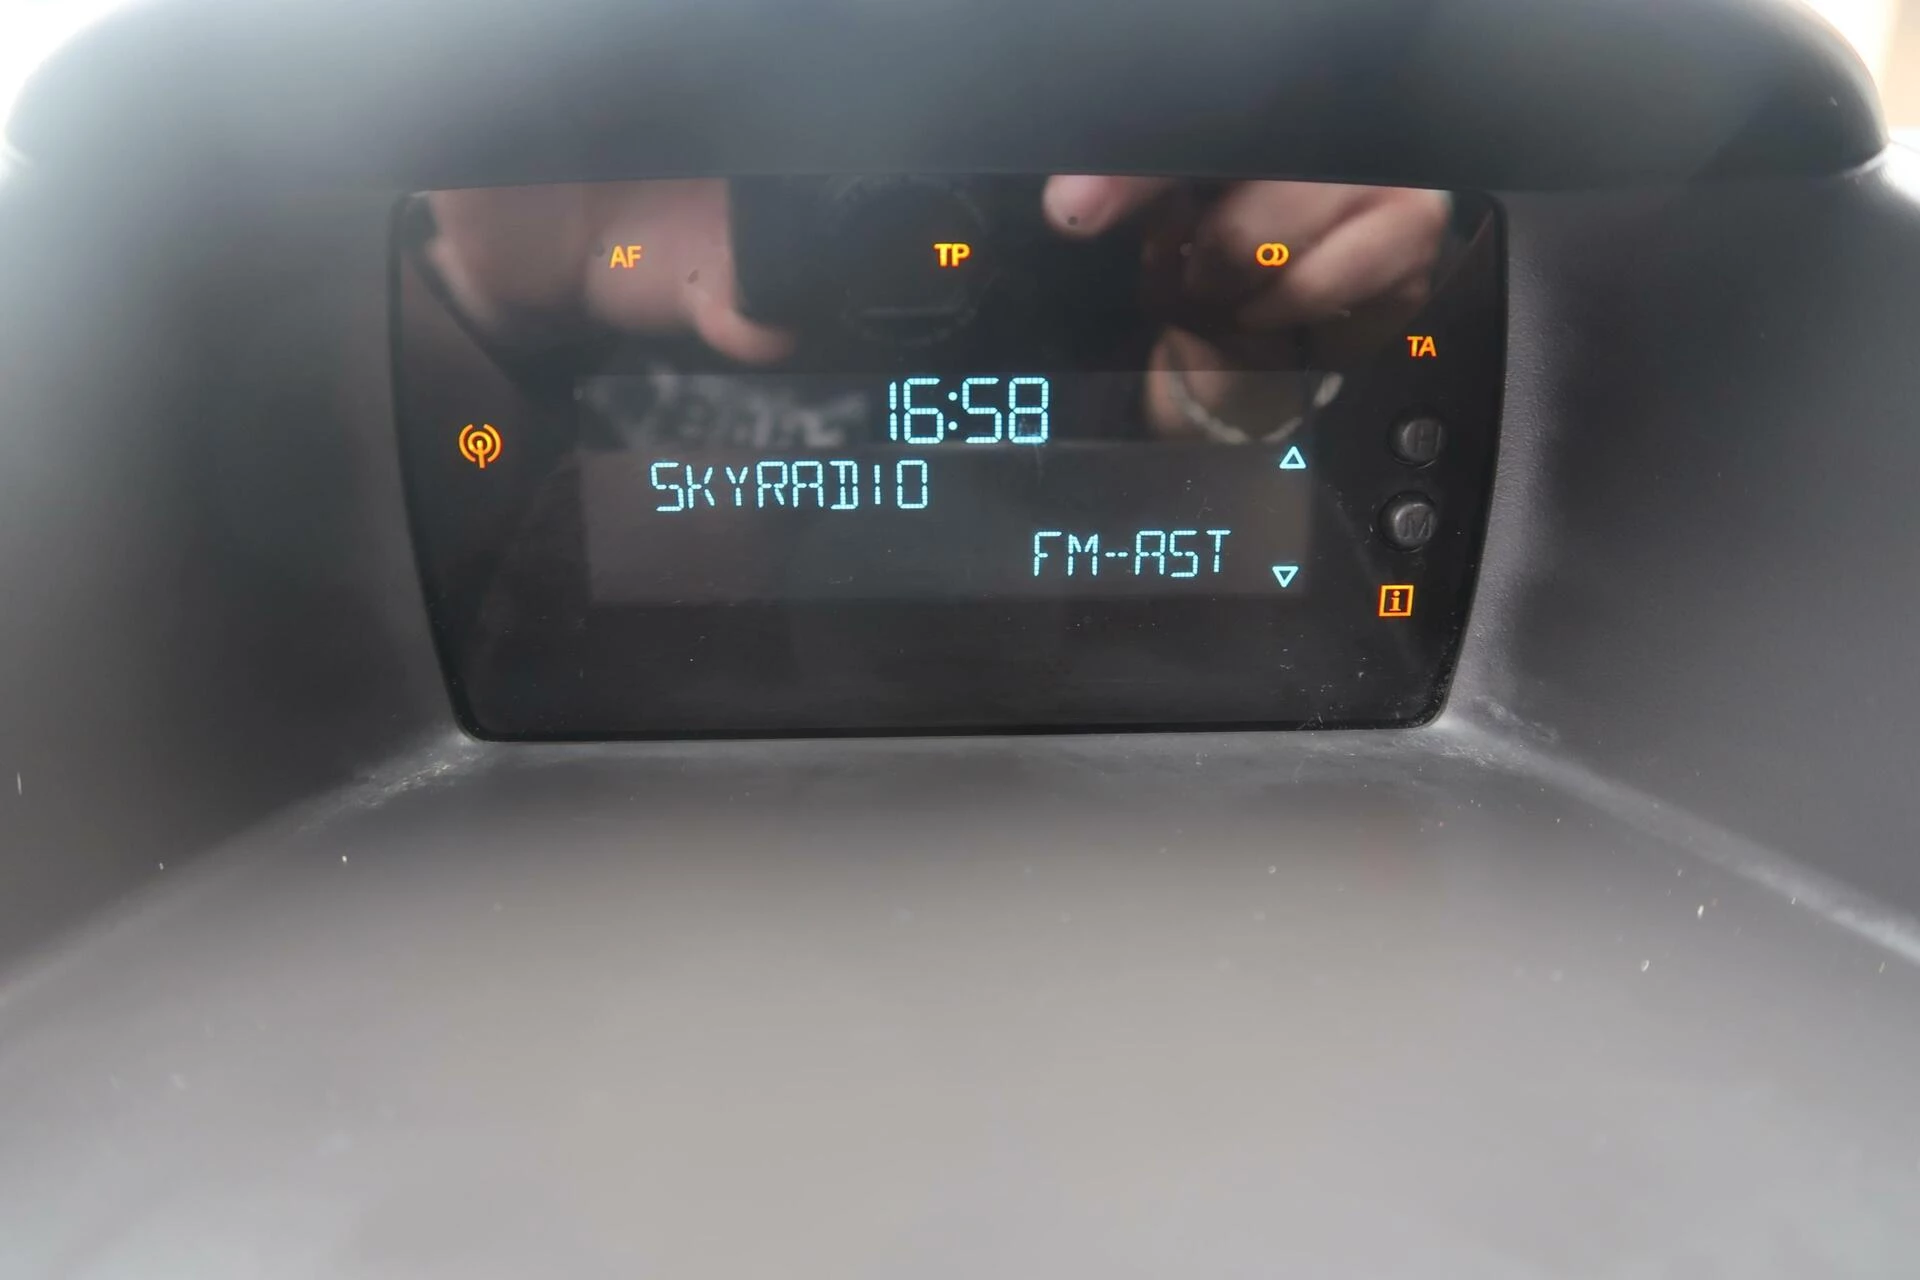 AF TP
TA
16:58
SKYRADIO
H
M
FM-AST
i